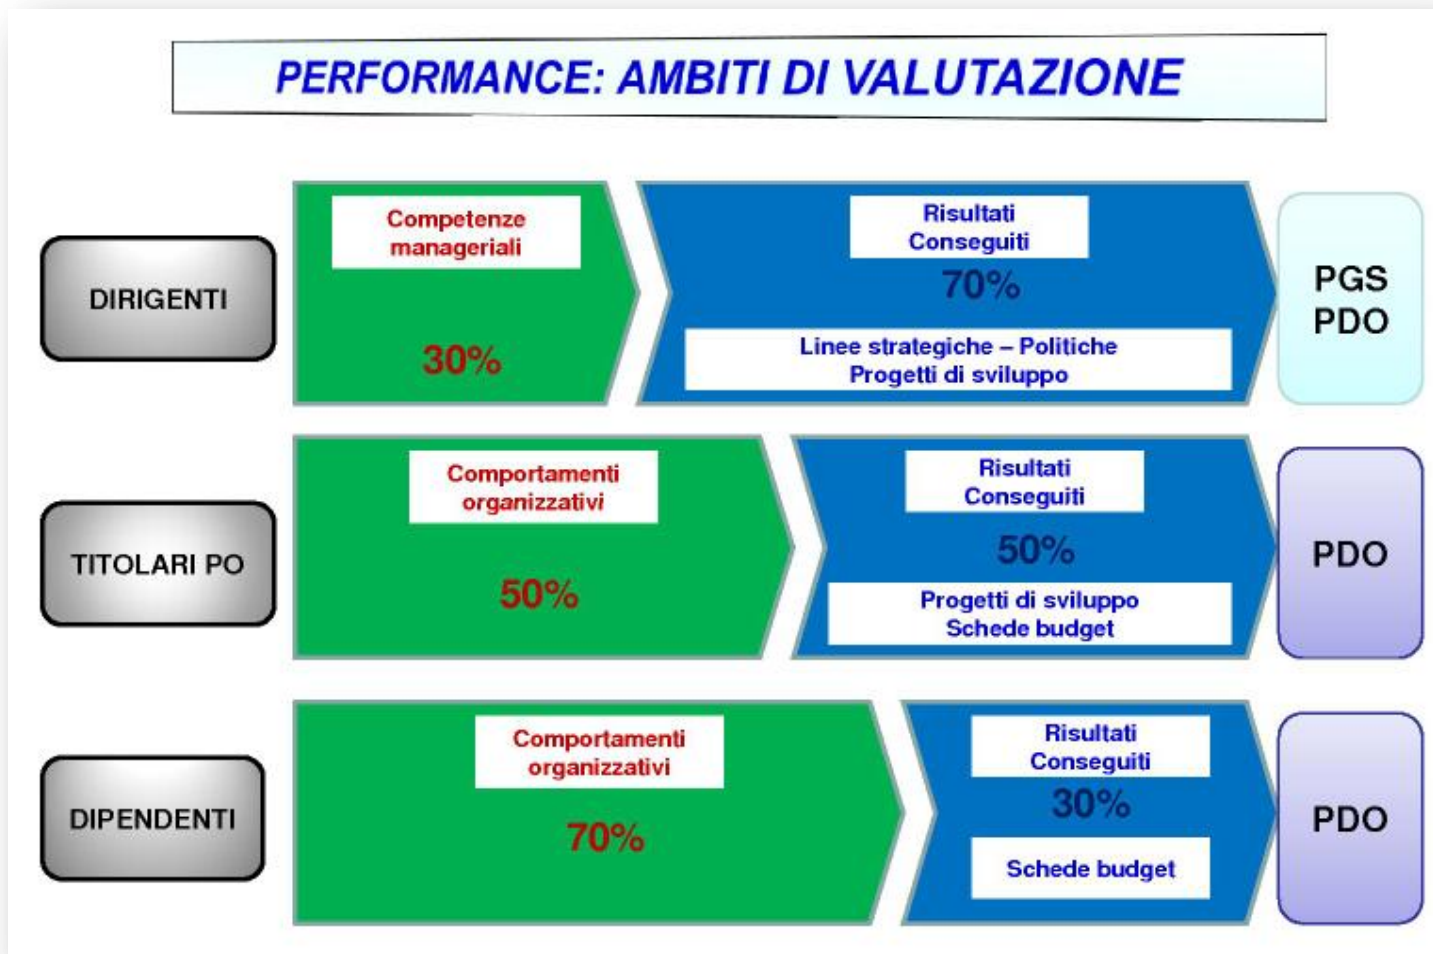 PERFORMANCE: AMBITI DI VALUTAZIONE
DIRIGENTI
Competenze
manageriali
30%
Risultati
Conseguiti
70%
Linee strategiche – Politiche
Progetti di sviluppo
PGS
PDO
TITOLARI PO
Comportamenti
organizzativi
50%
Risultati
Conseguiti
50%
Progetti di sviluppo
Schede budget
PDO
DIPENDENTI
Comportamenti
organizzativi
70%
Risultati
Conseguiti
30%
Schede budget
PDO